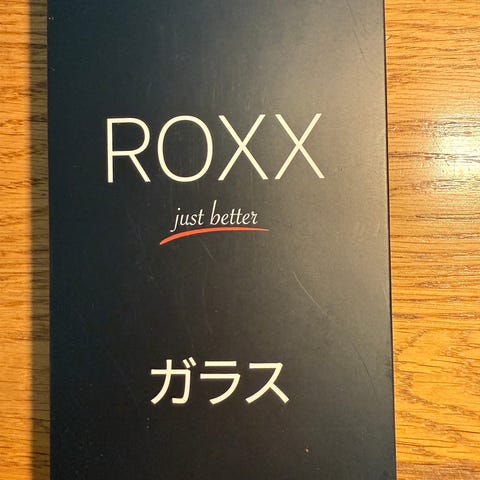 ROXX
just better
ガラス